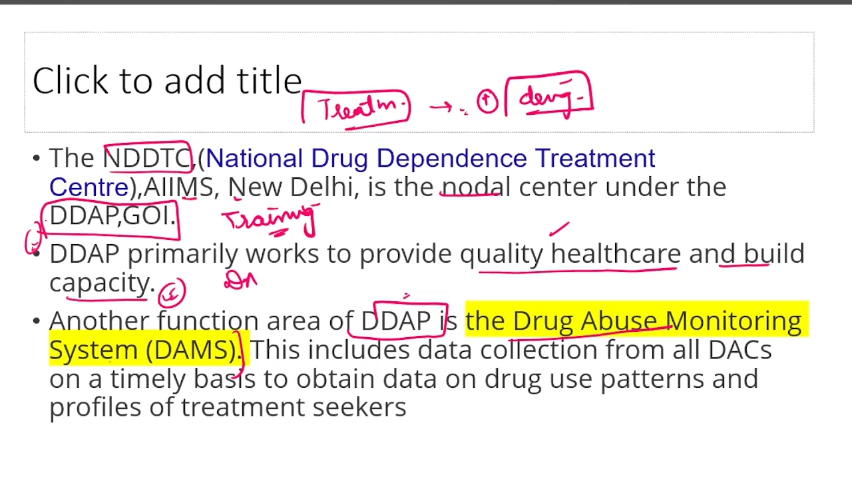 Click to add title
Treatm. → ↑ drug
• The NDDTC,(National Drug Dependence Treatment
Centre),AIIMS, New Delhi, is the nodal center under the
DDAP,GOI. Training
• DDAP primarily works to provide quality healthcare and build
capacity.
• Another function area of DDAP is the Drug Abuse Monitoring
System (DAMS). This includes data collection from all DACs
on a timely basis to obtain data on drug use patterns and
profiles of treatment seekers